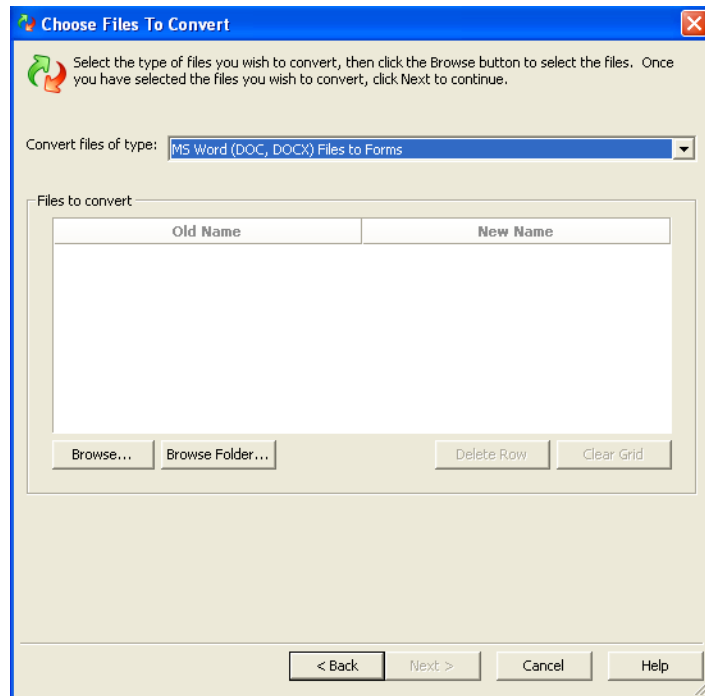 Choose Files To Convert
Select the type of files you wish to convert, then click the Browse button to select the files.  Once
you have selected the files you wish to convert, click Next to continue.
Convert files of type:
MS Word (DOC, DOCX) Files to Forms
Files to convert
Old Name
New Name
Browse...
Browse Folder...
Delete Row
Clear Grid
< Back
Next >
Cancel
Help